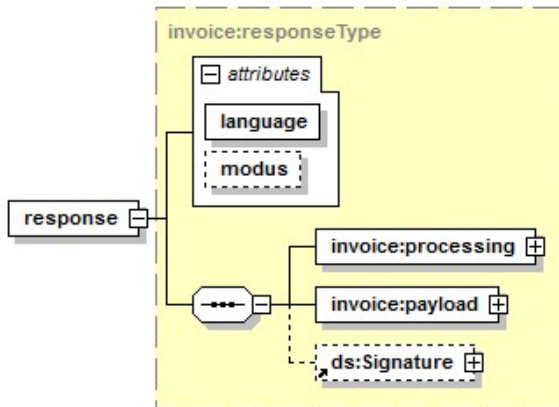 invoice:responseType
attributes
language
modus
response
invoice:processing
invoice:payload
ds:Signature